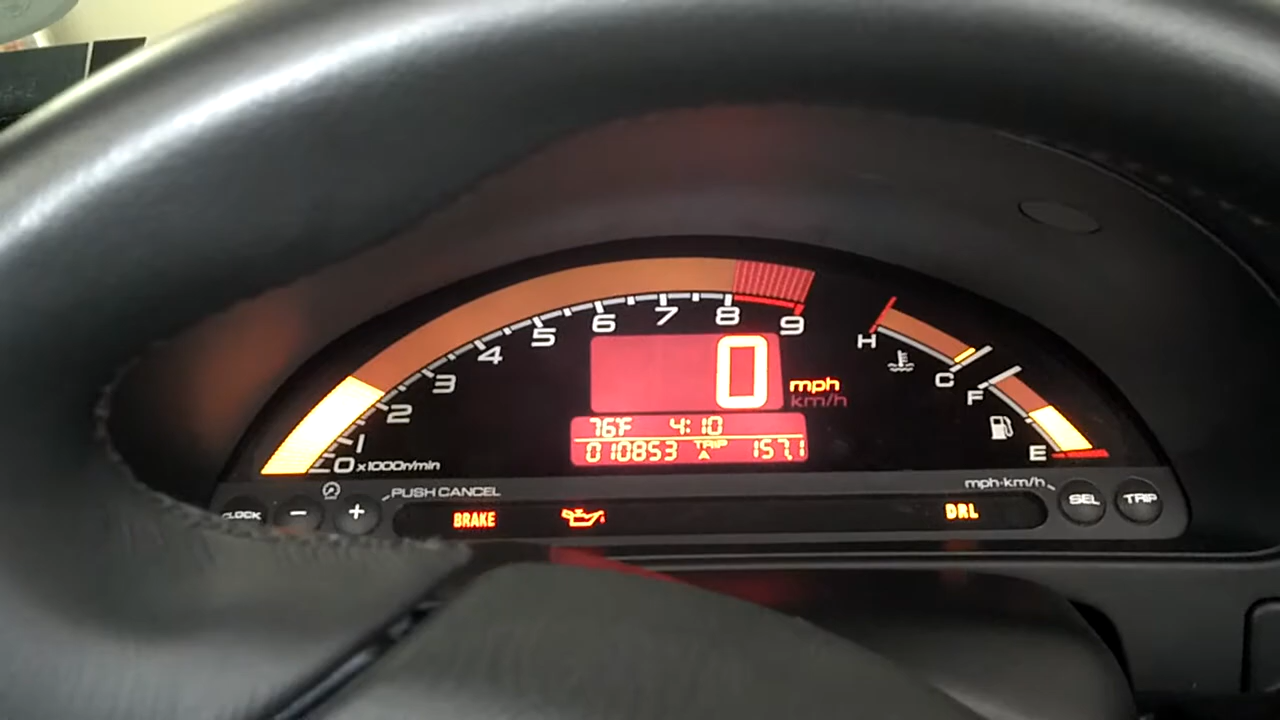 0 1 2 3 4 5 6 7 8 9
x1000r/min
0
mph
km/h
76°F 4:10
010853 TRIP A 157.1
H
C
F
E
CLOCK - +
PUSH CANCEL
mph·km/h
SEL
TRIP
BRAKE
DRL